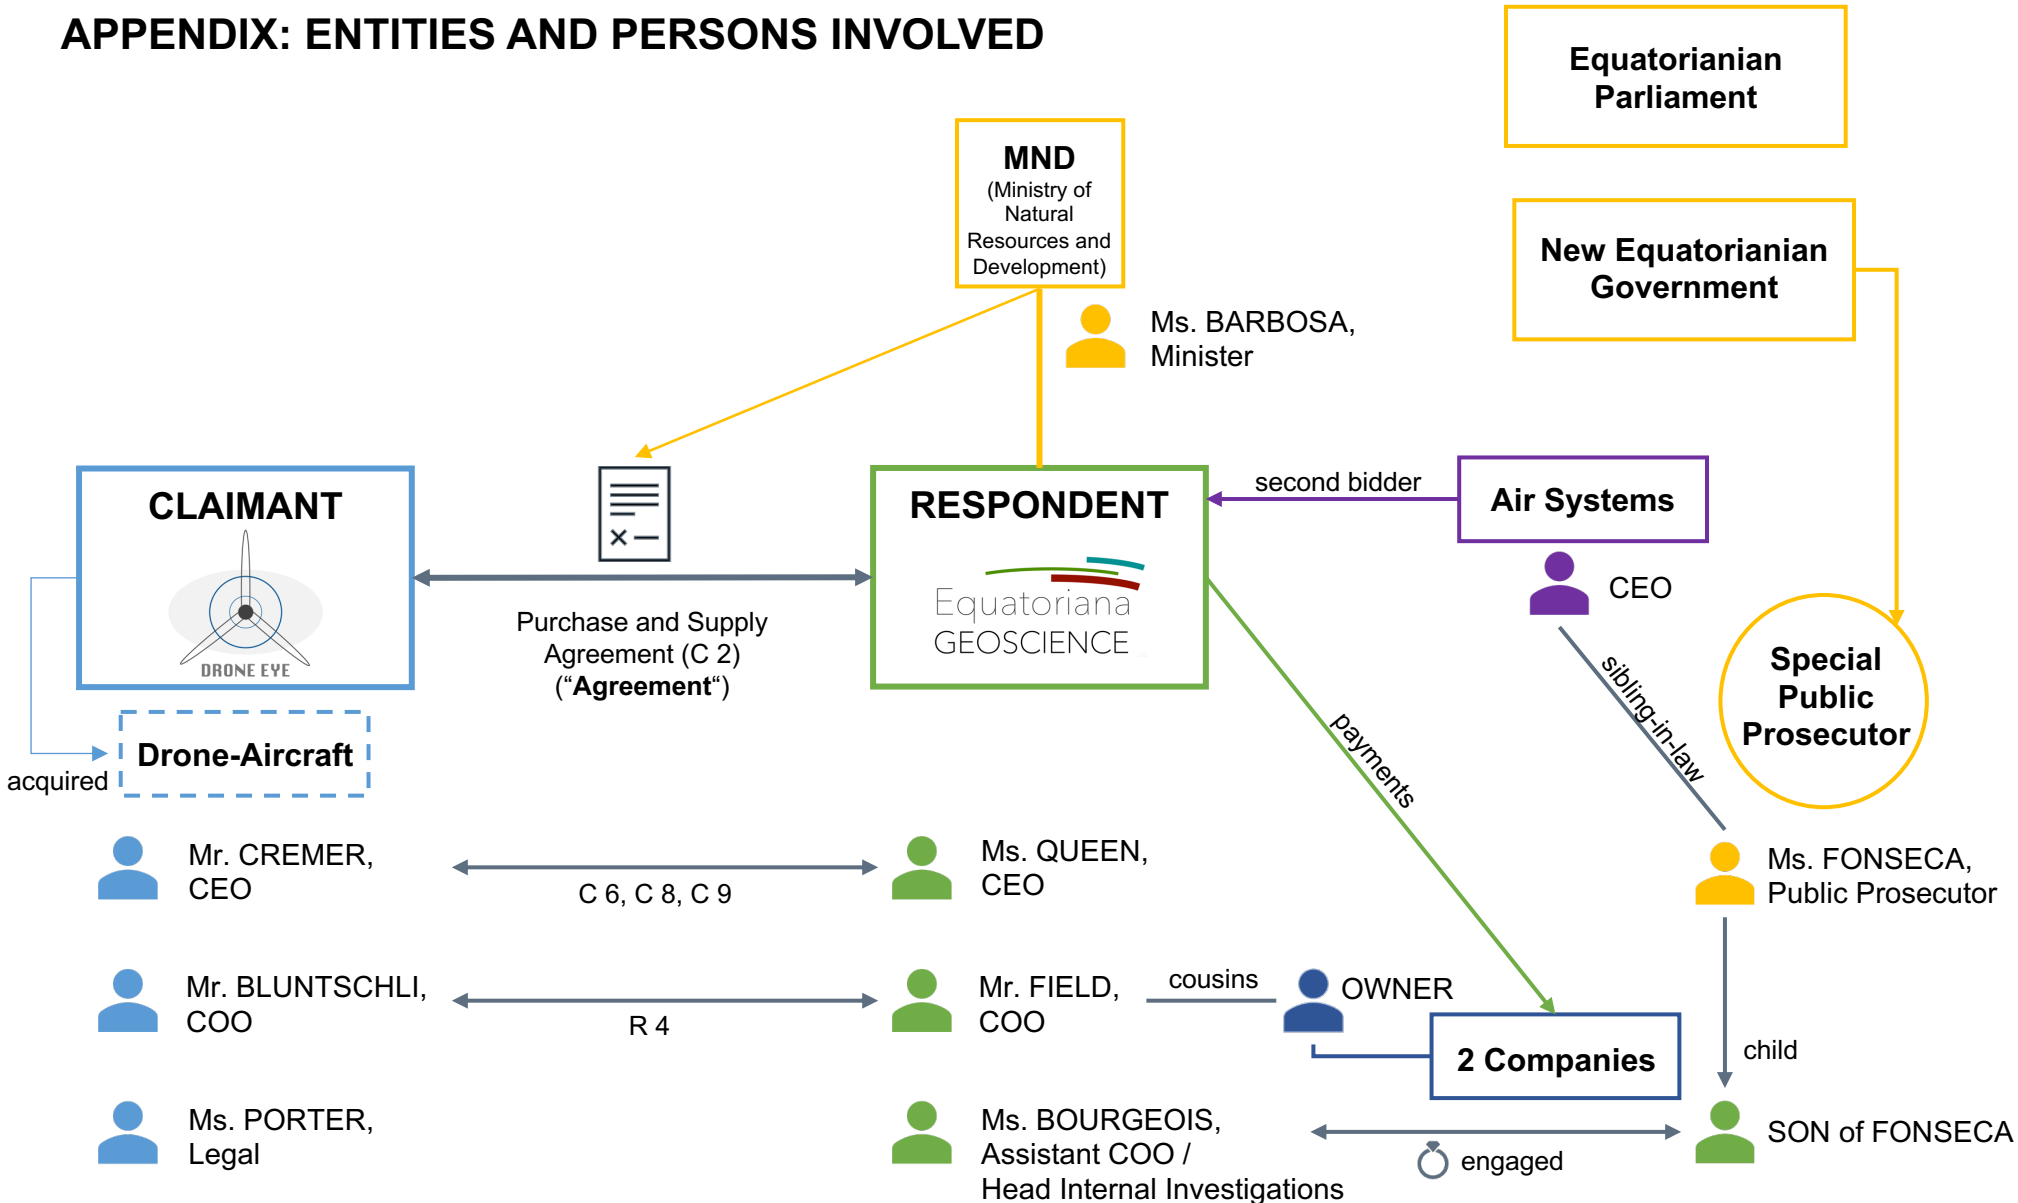 APPENDIX: ENTITIES AND PERSONS INVOLVED
Equatorianian
Parliament
MND
(Ministry of
Natural
Resources and
Development)
New Equatorianian
Government
Ms. BARBOSA,
Minister
CLAIMANT
DRONE EYE
RESPONDENT
Equatoriana
GEOSCIENCE
second bidder
Air Systems
CEO
Purchase and Supply
Agreement (C 2)
(“Agreement“)
sibling-in-law
Special
Public
Prosecutor
payments
Drone-Aircraft
acquired
Mr. CREMER,
CEO
C 6, C 8, C 9
Ms. QUEEN,
CEO
Ms. FONSECA,
Public Prosecutor
Mr. BLUNTSCHLI,
COO
R 4
Mr. FIELD,
COO
cousins
OWNER
2 Companies
child
Ms. PORTER,
Legal
Ms. BOURGEOIS,
Assistant COO /
Head Internal Investigations
engaged
SON of FONSECA